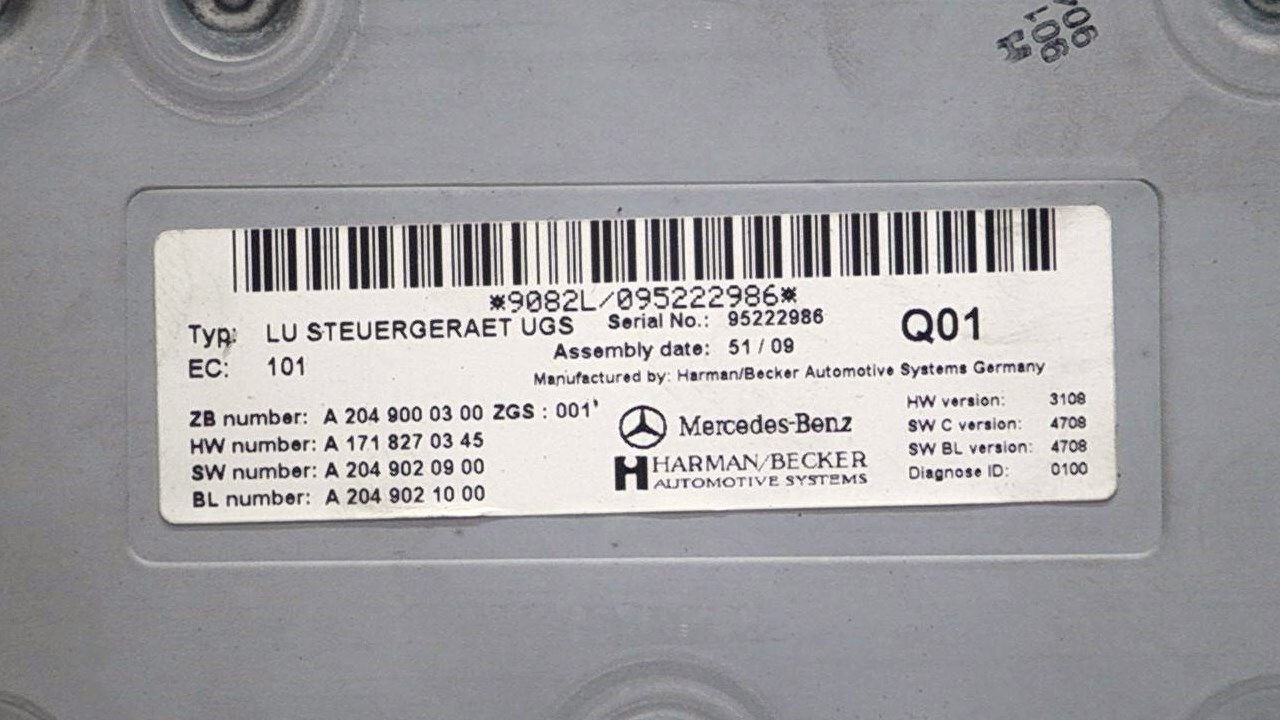 90
901
*9082L/095222986*
Typ: LU STEUERGERAET UGS Serial No.: 95222986 Q01
EC: 101 Assembly date: 51 / 09
Manufactured by: Harman/Becker Automotive Systems Germany
ZB number: A 204 900 03 00 ZGS : 001
HW number: A 171 827 03 45
SW number: A 204 902 09 00
BL number: A 204 902 10 00
Mercedes-Benz
HARMAN/BECKER
AUTOMOTIVE SYSTEMS
HW version: 3108
SW C version: 4708
SW BL version: 4708
Diagnose ID: 0100